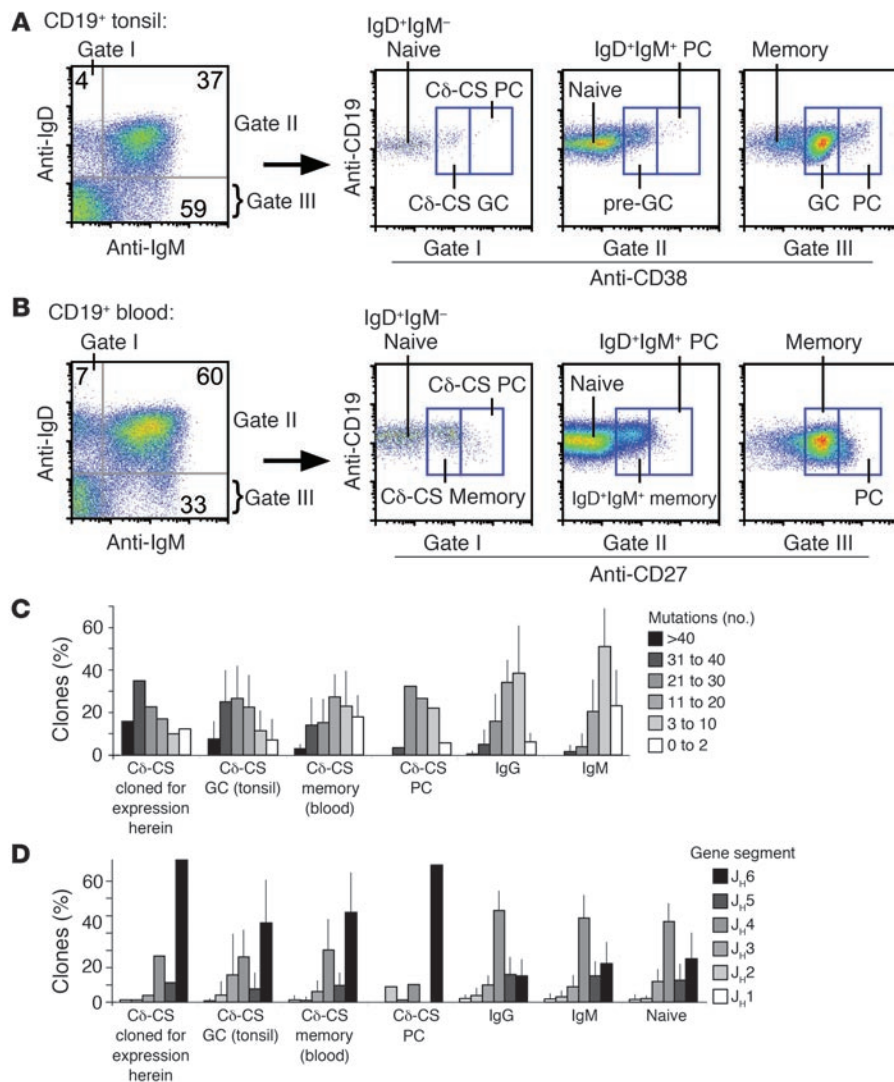 A
CD19⁺ tonsil:
Gate I
4
37
Anti-IgD
Gate II
59
Gate III
Anti-IgM
IgD⁺IgM⁻
Naive
Cδ-CS PC
Anti-CD19
Cδ-CS GC
Gate I
IgD⁺IgM⁺ PC
Naive
pre-GC
Gate II
Memory
GC
PC
Gate III
Anti-CD38
B
CD19⁺ blood:
Gate I
7
60
Anti-IgD
Gate II
33
Gate III
Anti-IgM
IgD⁺IgM⁻
Naive
Cδ-CS PC
Anti-CD19
Cδ-CS Memory
Gate I
IgD⁺IgM⁺ PC
Naive
IgD⁺IgM⁺ memory
Gate II
Memory
PC
Gate III
Anti-CD27
C
Clones (%)
60
40
20
0
Cδ-CS
cloned for
expression
herein
Cδ-CS
GC (tonsil)
Cδ-CS
memory
(blood)
Cδ-CS
PC
IgG
IgM
Mutations (no.)
>40
31 to 40
21 to 30
11 to 20
3 to 10
0 to 2
D
Clones (%)
60
40
20
0
Cδ-CS
cloned for
expression
herein
Cδ-CS
GC (tonsil)
Cδ-CS
memory
(blood)
Cδ-CS
PC
IgG
IgM
Naive
Gene segment
J_H6
J_H5
J_H4
J_H3
J_H2
J_H1